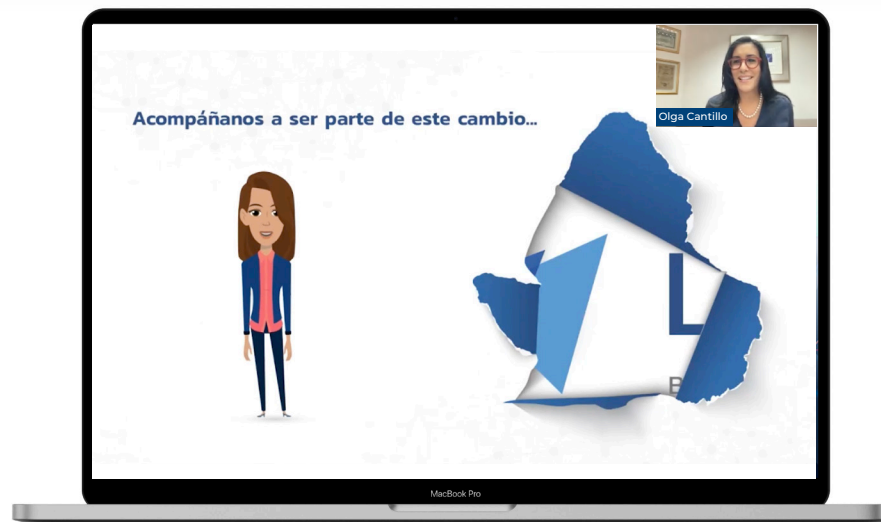 Olga Cantillo
Acompáñanos a ser parte de este cambio...
L
B
MacBook Pro